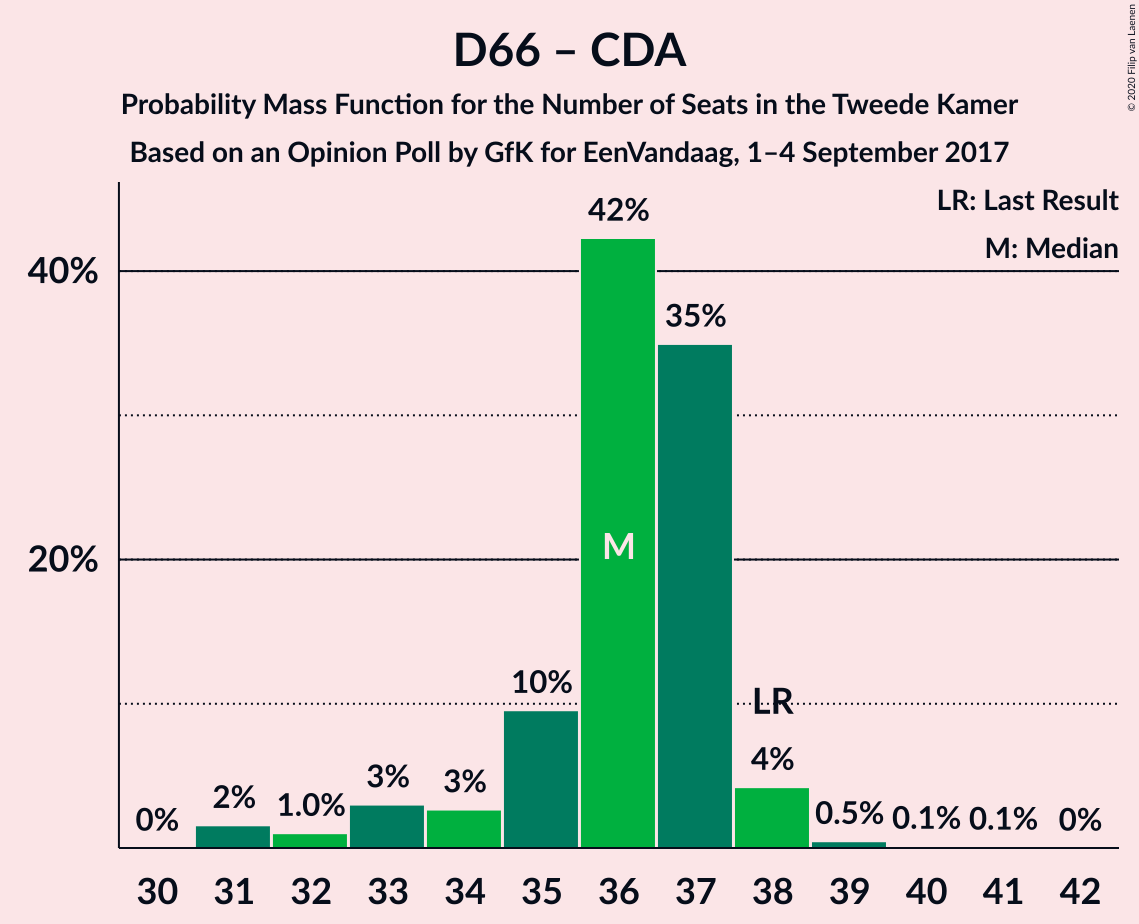 D66 – CDA
Probability Mass Function for the Number of Seats in the Tweede Kamer
Based on an Opinion Poll by GfK for EenVandaag, 1–4 September 2017
© 2020 Filip van Laenen
LR: Last Result
M: Median
40%
20%
0%
2%
1.0%
3%
3%
10%
42%
M
35%
LR
4%
0.5%
0.1%
0.1%
0%
30 31 32 33 34 35 36 37 38 39 40 41 42